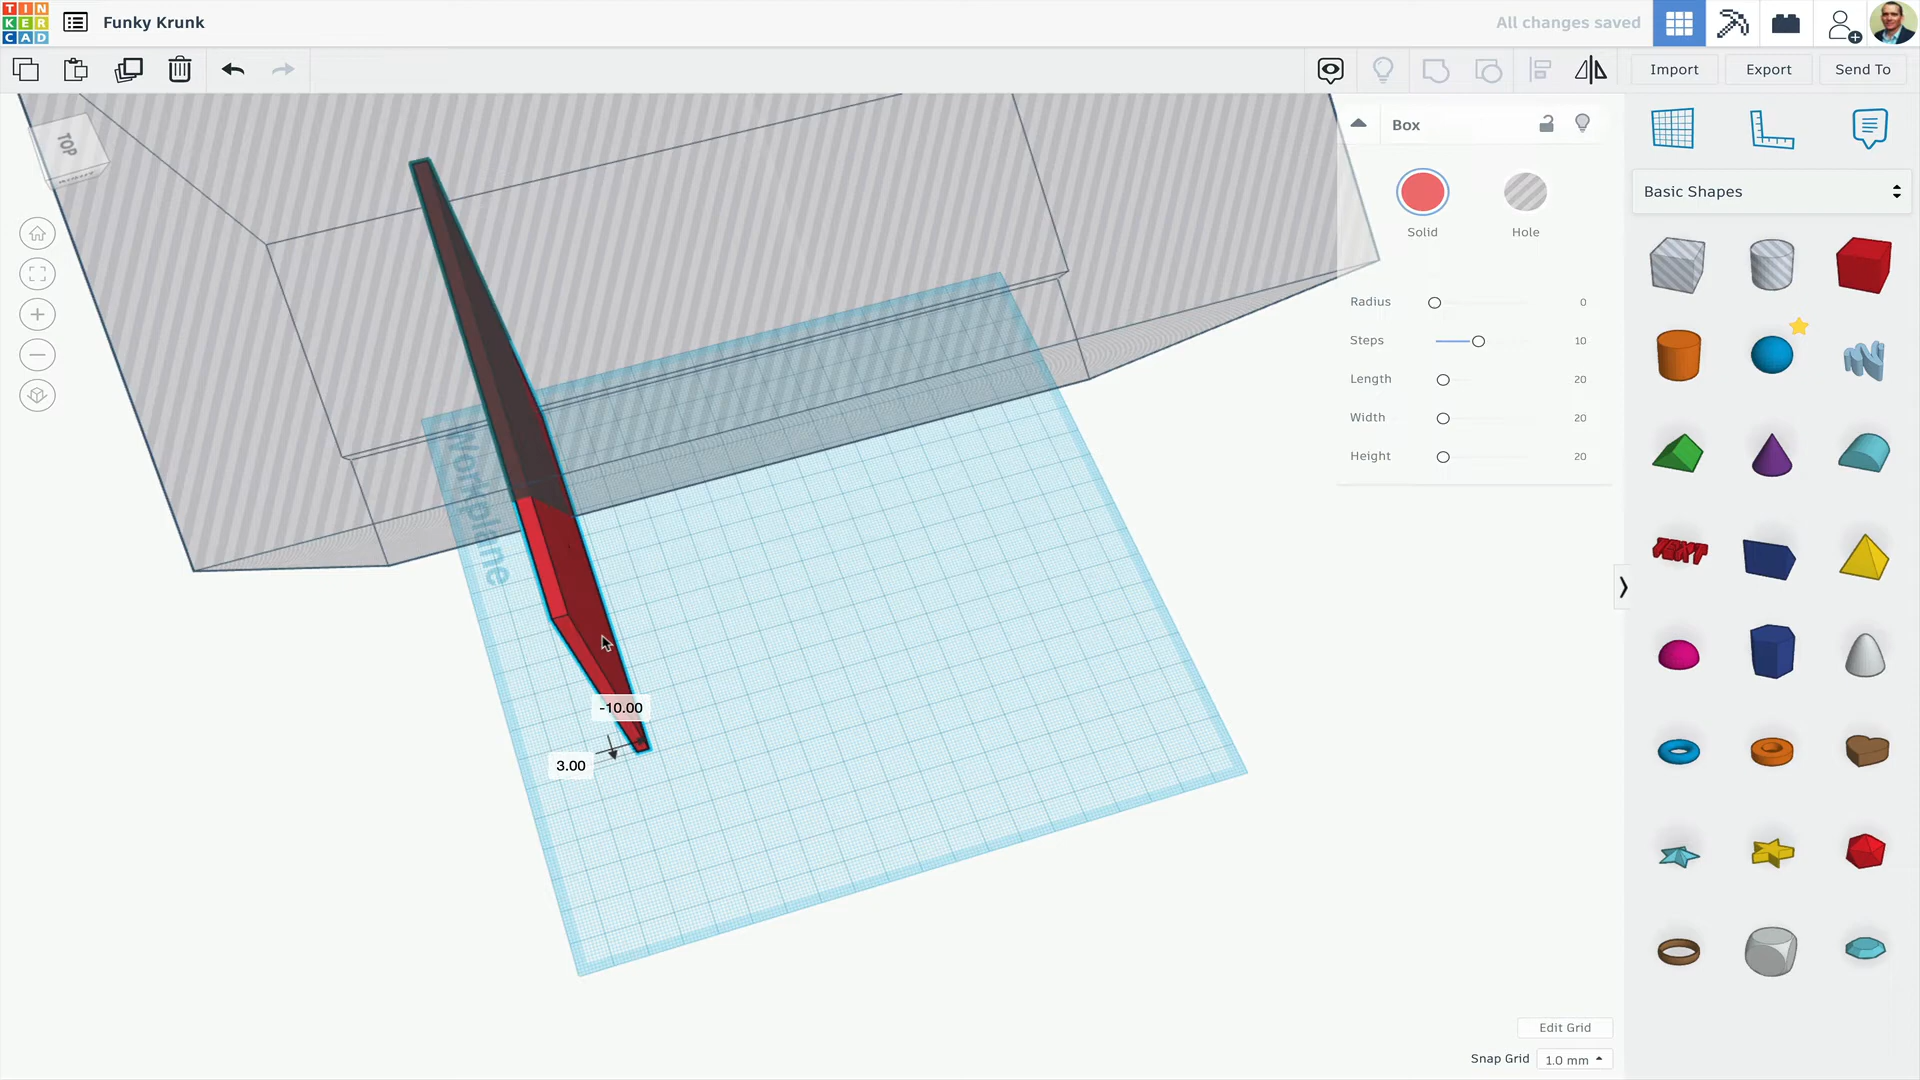 TIN
KER
CAD
Funky Krunk
All changes saved
Import
Export
Send To
TOP
Box
Solid
Hole
Radius
0
Steps
10
Length
20
Width
20
Height
20
Basic Shapes
Workplane
TEXT
-10.00
3.00
Edit Grid
Snap Grid
1.0 mm